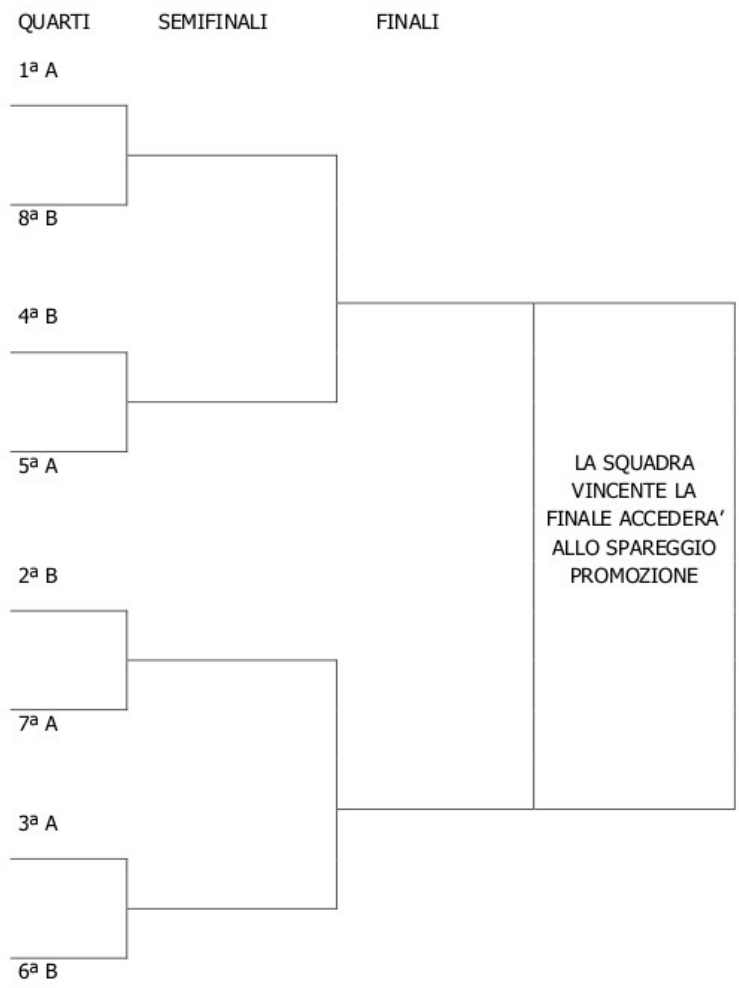 QUARTI SEMIFINALI FINALI
1ª A
8ª B
4ª B
5ª A
LA SQUADRA
VINCENTE LA
FINALE ACCEDERA’
ALLO SPAREGGIO
PROMOZIONE
2ª B
7ª A
3ª A
6ª B